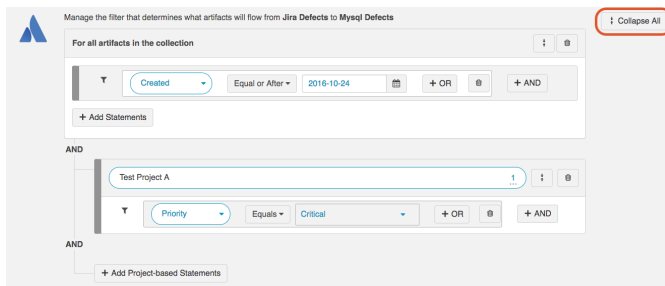 Manage the filter that determines what artifacts will flow from Jira Defects to Mysql Defects
Collapse All
For all artifacts in the collection
Created Equal or After 2016-10-24 + OR + AND
+ Add Statements
AND
Test Project A 1
Priority Equals Critical + OR + AND
AND
+ Add Project-based Statements